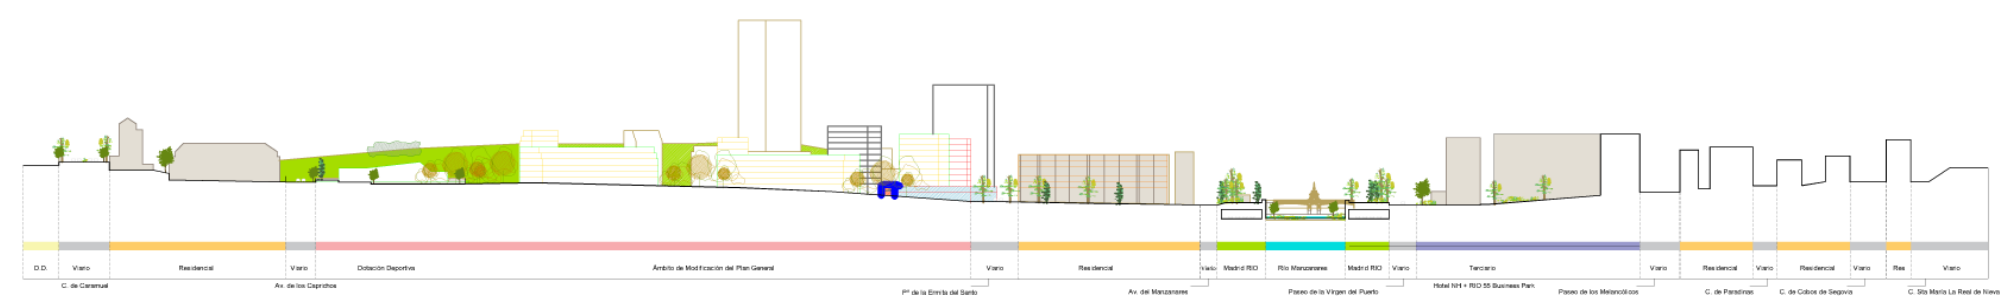 D.D. Viario Residencial Viario Dotación Deportiva Ámbito de Modificación del Plan General Viario Residencial Viario Madrid RIO Río Manzanares Madrid RIO Viario Terciario Viario Residencial Viario Residencial Viario Res Viario
C. de Caramuel Av. de los Caprichos Pº de la Ermita del Santo Av. del Manzanares Paseo de la Virgen del Puerto Hotel NH + RIO 55 Business Park Paseo de los Melancólicos C. de Paradinas C. de Cobos de Segovia C. Sta María La Real de Nieva